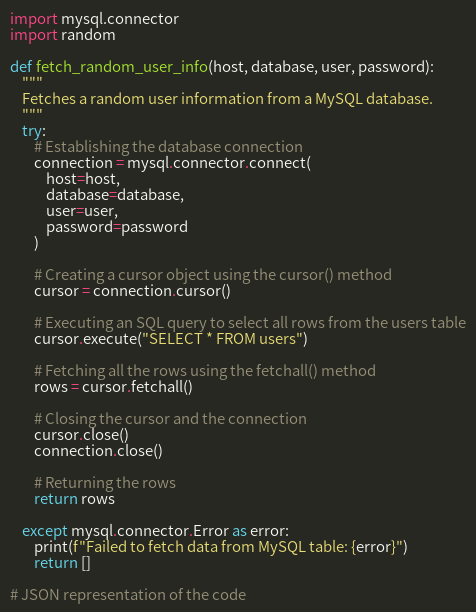 import mysql.connector
import random

def fetch_random_user_info(host, database, user, password):
    """
    Fetches a random user information from a MySQL database.
    """
    try:
        # Establishing the database connection
        connection = mysql.connector.connect(
            host=host,
            database=database,
            user=user,
            password=password
        )

        # Creating a cursor object using the cursor() method
        cursor = connection.cursor()

        # Executing an SQL query to select all rows from the users table
        cursor.execute("SELECT * FROM users")

        # Fetching all the rows using the fetchall() method
        rows = cursor.fetchall()

        # Closing the cursor and the connection
        cursor.close()
        connection.close()

        # Returning the rows
        return rows

    except mysql.connector.Error as error:
        print(f"Failed to fetch data from MySQL table: {error}")
        return []

# JSON representation of the code